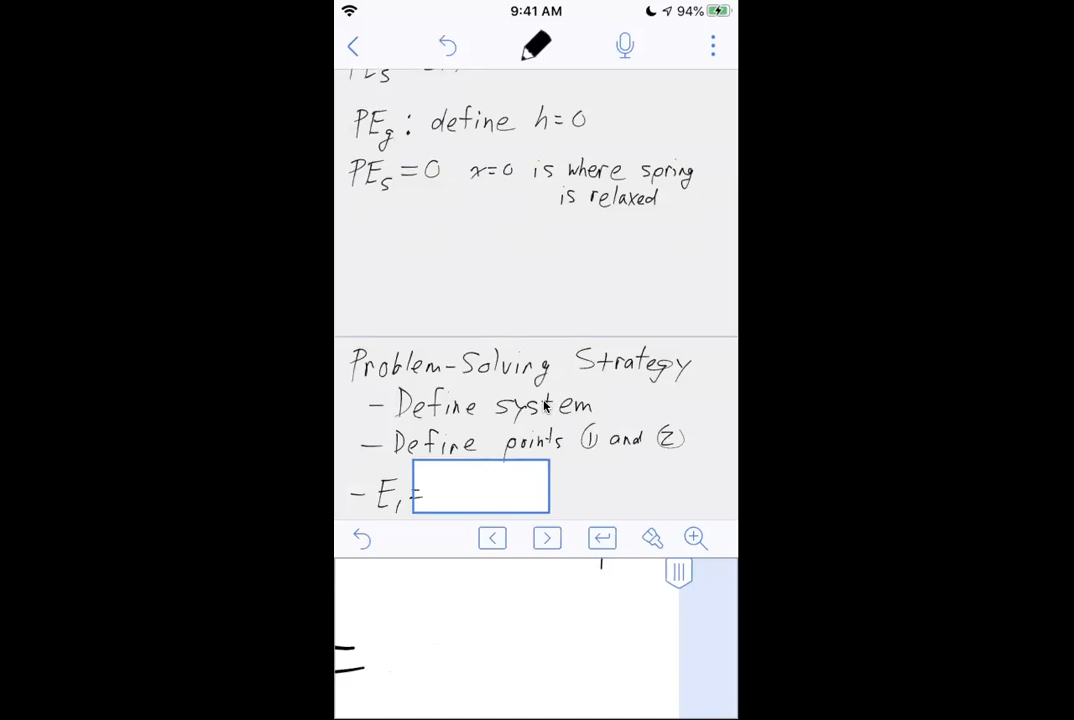 9:41 AM
94%
PEg: define h=0
PEs=0 x=0 is where spring
is relaxed
Problem-Solving Strategy
- Define system
- Define points ① and ②
- E₁ =
=